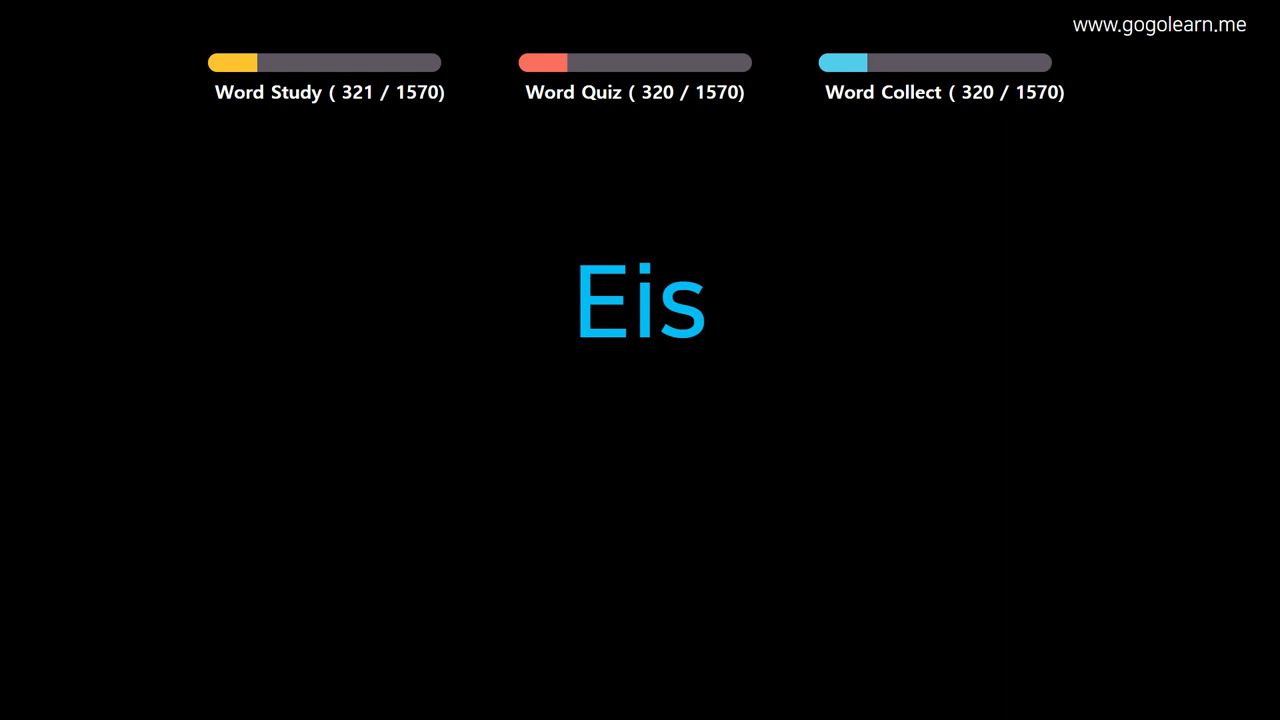 www.gogolearn.me
Word Study ( 321 / 1570)
Word Quiz ( 320 / 1570)
Word Collect ( 320 / 1570)
Eis